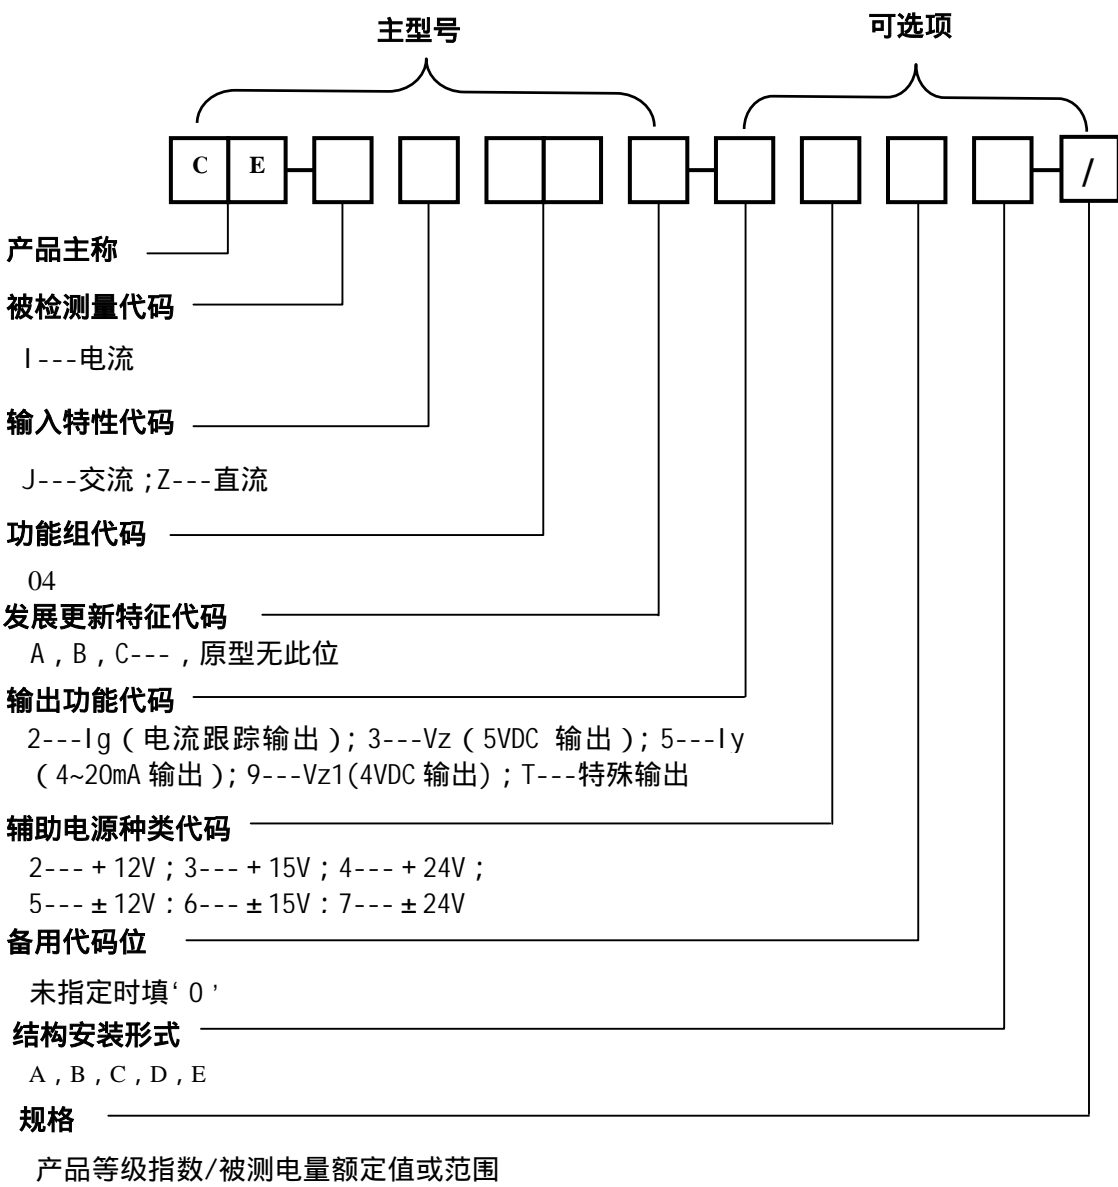 主型号
可选项
C E /
产品主称
被检测量代码
I---电流
输入特性代码
J---交流;Z---直流
功能组代码
04
发展更新特征代码
A,B,C---,原型无此位
输出功能代码
2---Ig(电流跟踪输出);3---Vz(5VDC 输出);5---Iy
(4~20mA 输出);9---Vz1(4VDC 输出);T---特殊输出
辅助电源种类代码
2---+12V;3---+15V;4---+24V;
5---±12V;6---±15V;7---±24V
备用代码位
未指定时填‘0’
结构安装形式
A,B,C,D,E
规格
产品等级指数/被测电量额定值或范围